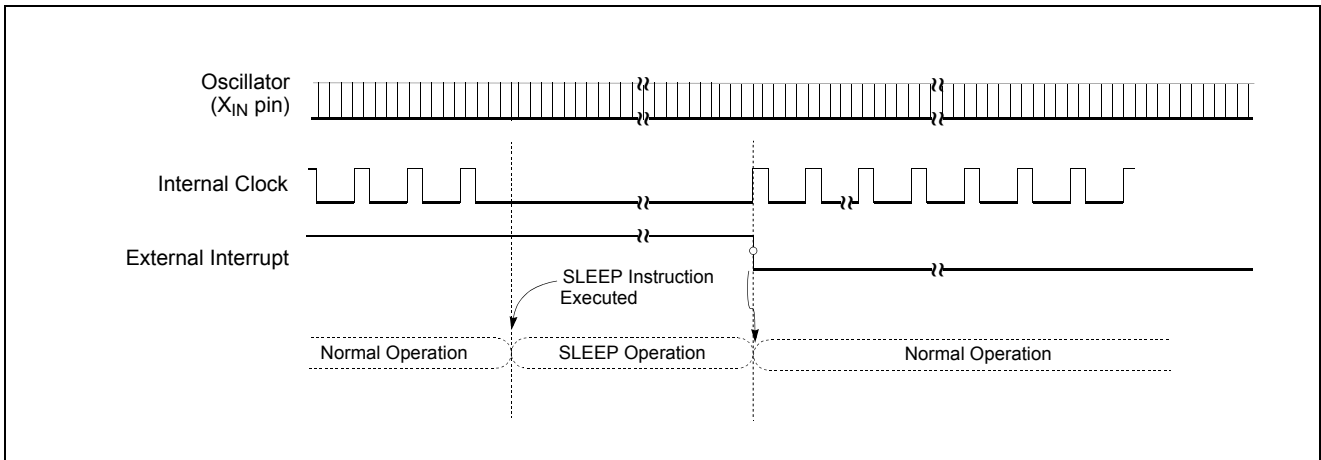 Oscillator
(XIN pin)
Internal Clock
External Interrupt
SLEEP Instruction
Executed
Normal Operation
SLEEP Operation
Normal Operation